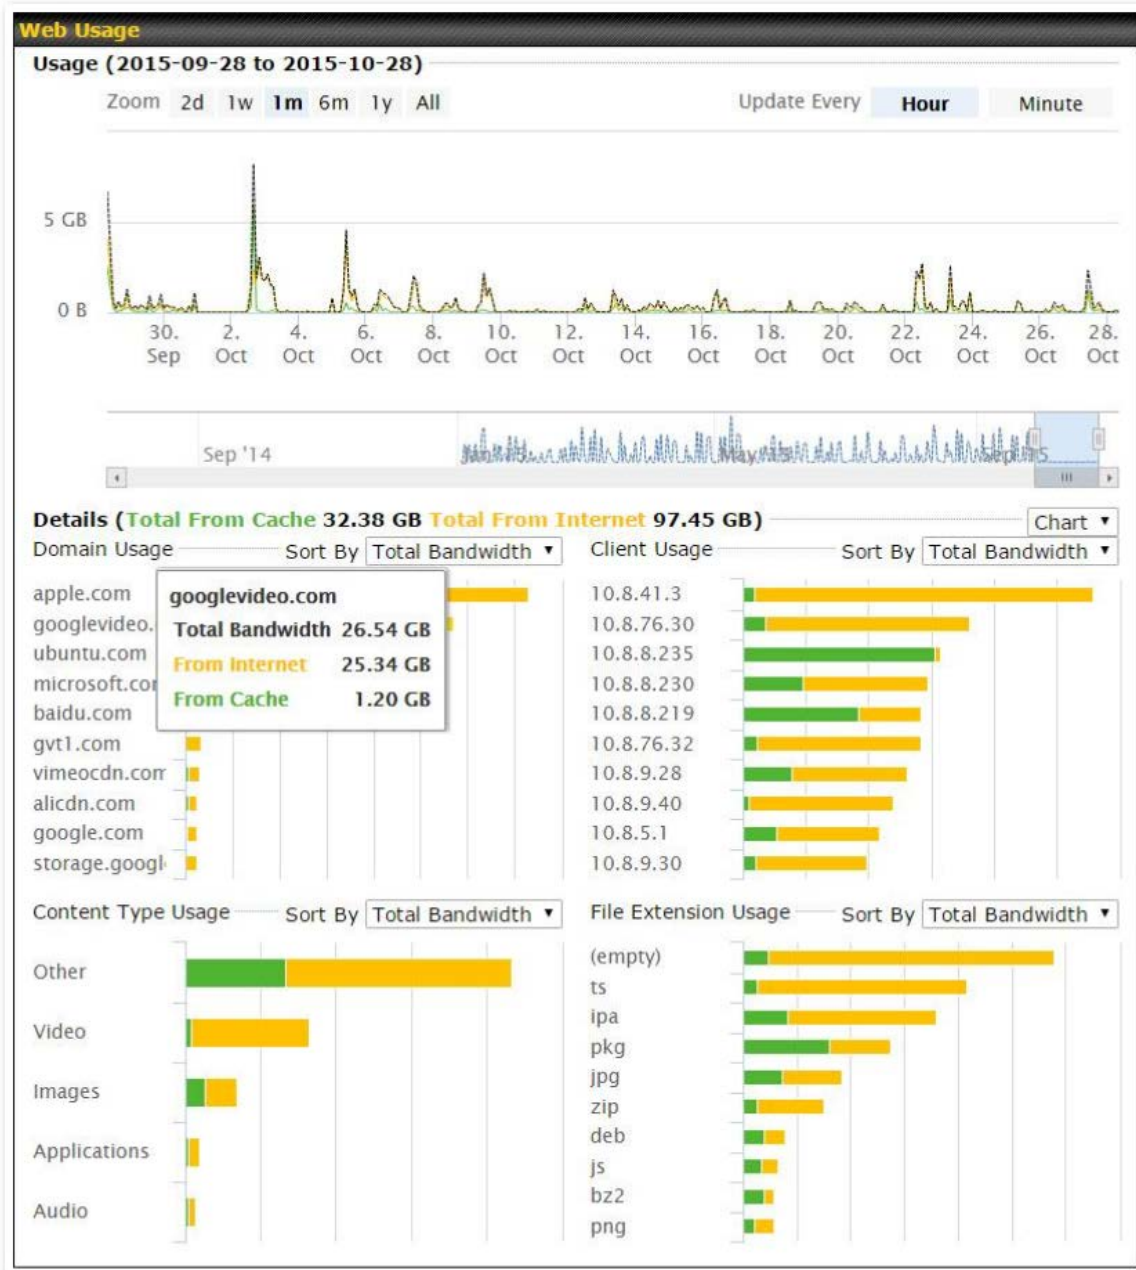 Web Usage
Usage (2015-09-28 to 2015-10-28)
Zoom 2d 1w 1m 6m 1y All Update Every Hour Minute
5 GB
0 B
30. 2. 4. 6. 8. 10. 12. 14. 16. 18. 20. 22. 24. 26. 28.
Sep Oct Oct Oct Oct Oct Oct Oct Oct Oct Oct Oct Oct Oct Oct
Sep '14
Details (Total From Cache 32.38 GB Total From Internet 97.45 GB) Chart
Domain Usage Sort By Total Bandwidth
apple.com
googlevideo.
ubuntu.com
microsoft.com
baidu.com
gvt1.com
vimeocdn.com
alicdn.com
google.com
storage.googl
googlevideo.com
Total Bandwidth 26.54 GB
From Internet 25.34 GB
From Cache 1.20 GB
Client Usage Sort By Total Bandwidth
10.8.41.3
10.8.76.30
10.8.8.235
10.8.8.230
10.8.8.219
10.8.76.32
10.8.9.28
10.8.9.40
10.8.5.1
10.8.9.30
Content Type Usage Sort By Total Bandwidth
Other
Video
Images
Applications
Audio
File Extension Usage Sort By Total Bandwidth
(empty)
ts
ipa
pkg
jpg
zip
deb
js
bz2
png